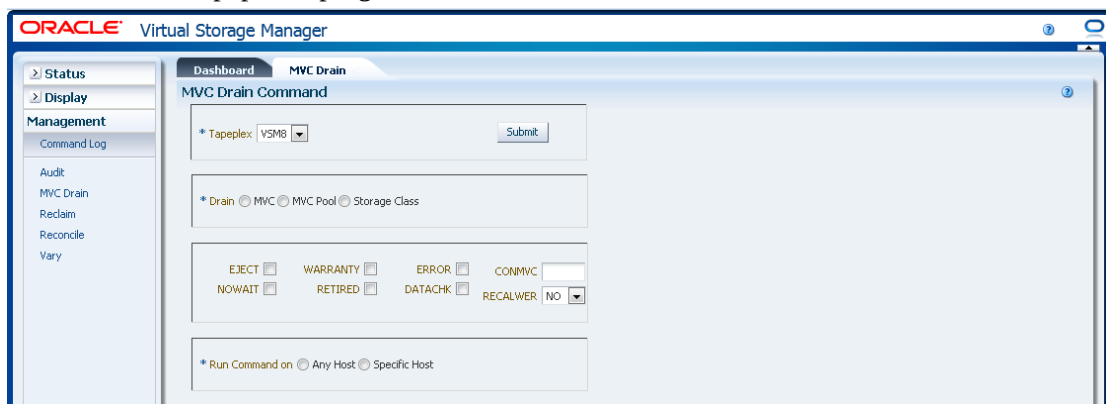 ORACLE Virtual Storage Manager
Status
Display
Management
Command Log
Audit
MVC Drain
Reclaim
Reconcile
Vary
Dashboard MVC Drain
MVC Drain Command
* Tapeplex VSM8 Submit
* Drain MVC MVC Pool Storage Class
EJECT WARRANTY ERROR CONMVC
NOWAIT RETIRED DATACHK RECALWER NO
* Run Command on Any Host Specific Host